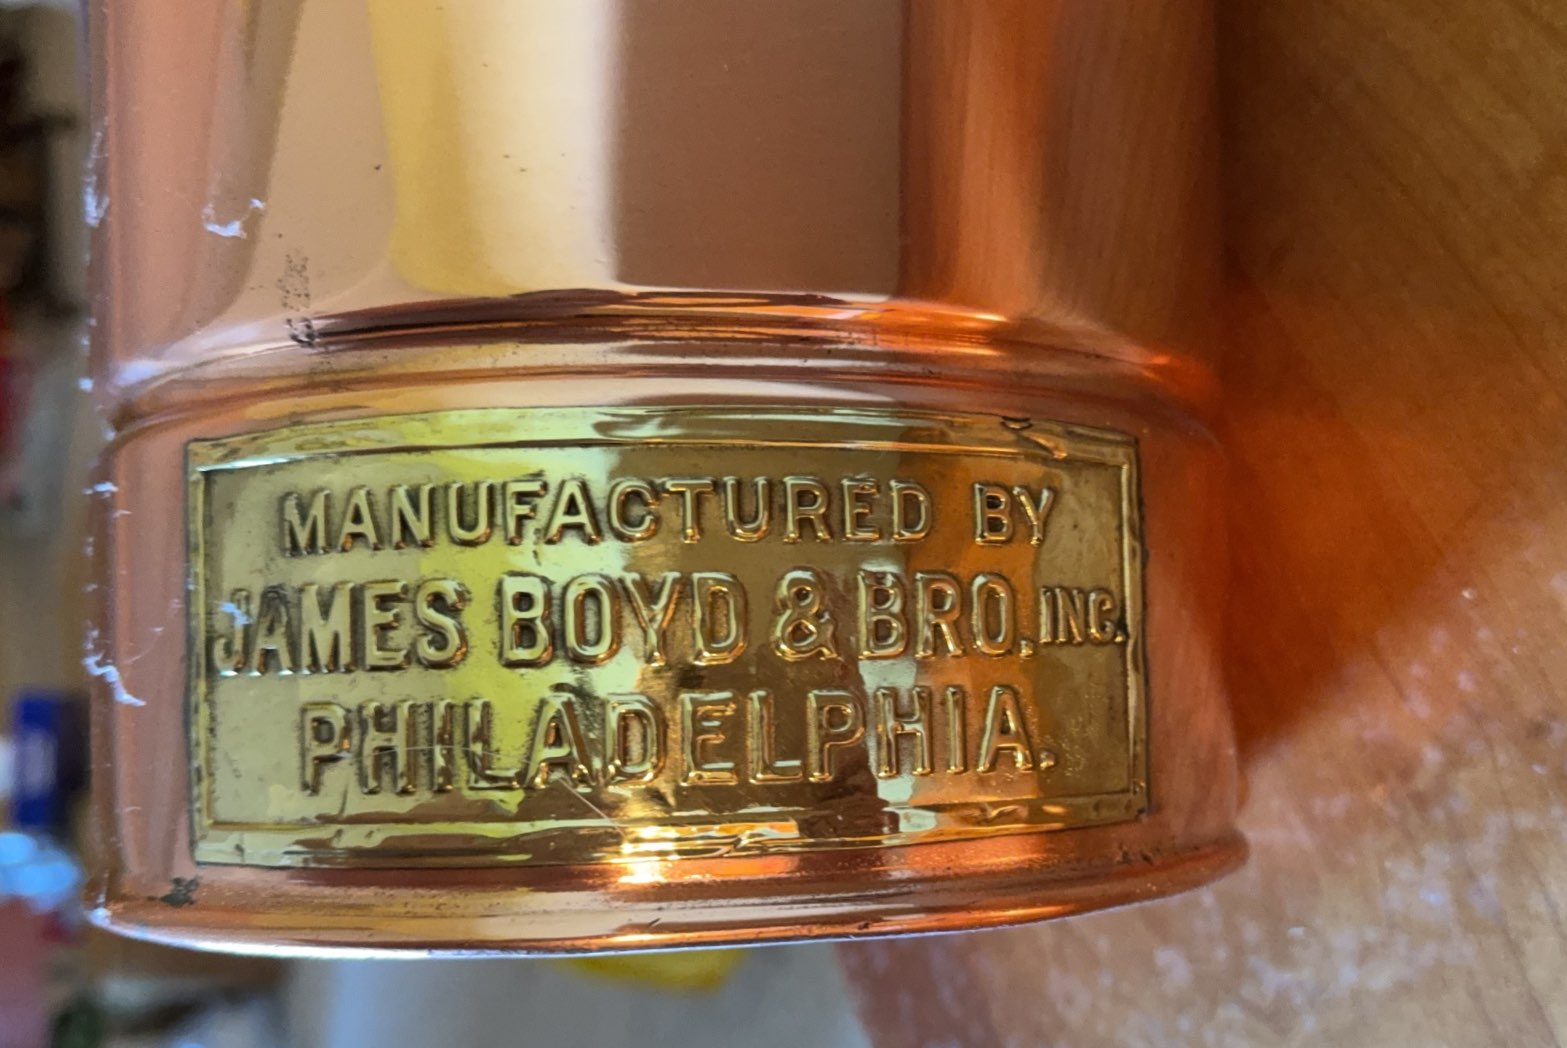 MANUFACTURED BY
JAMES BOYD & BRO. INC.
PHILADELPHIA.